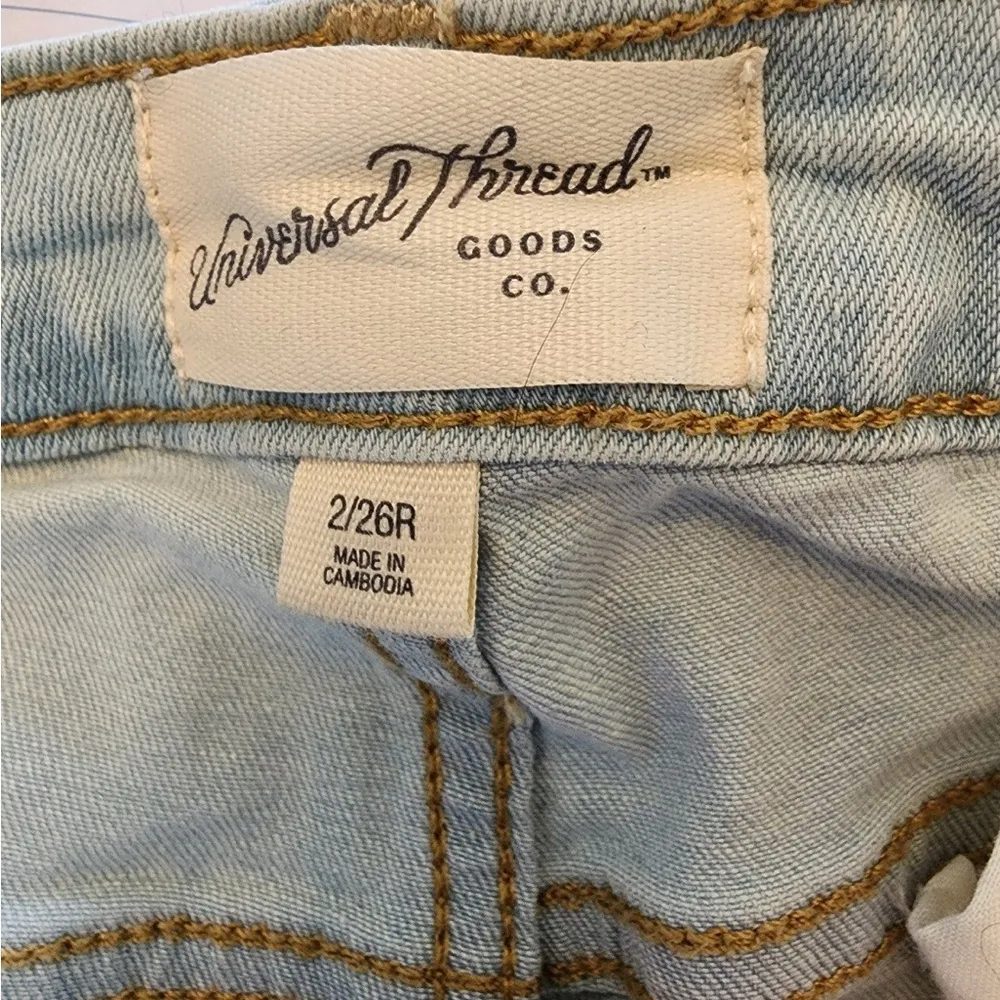 Universal Thread™
GOODS
CO.
2/26R
MADE IN
CAMBODIA